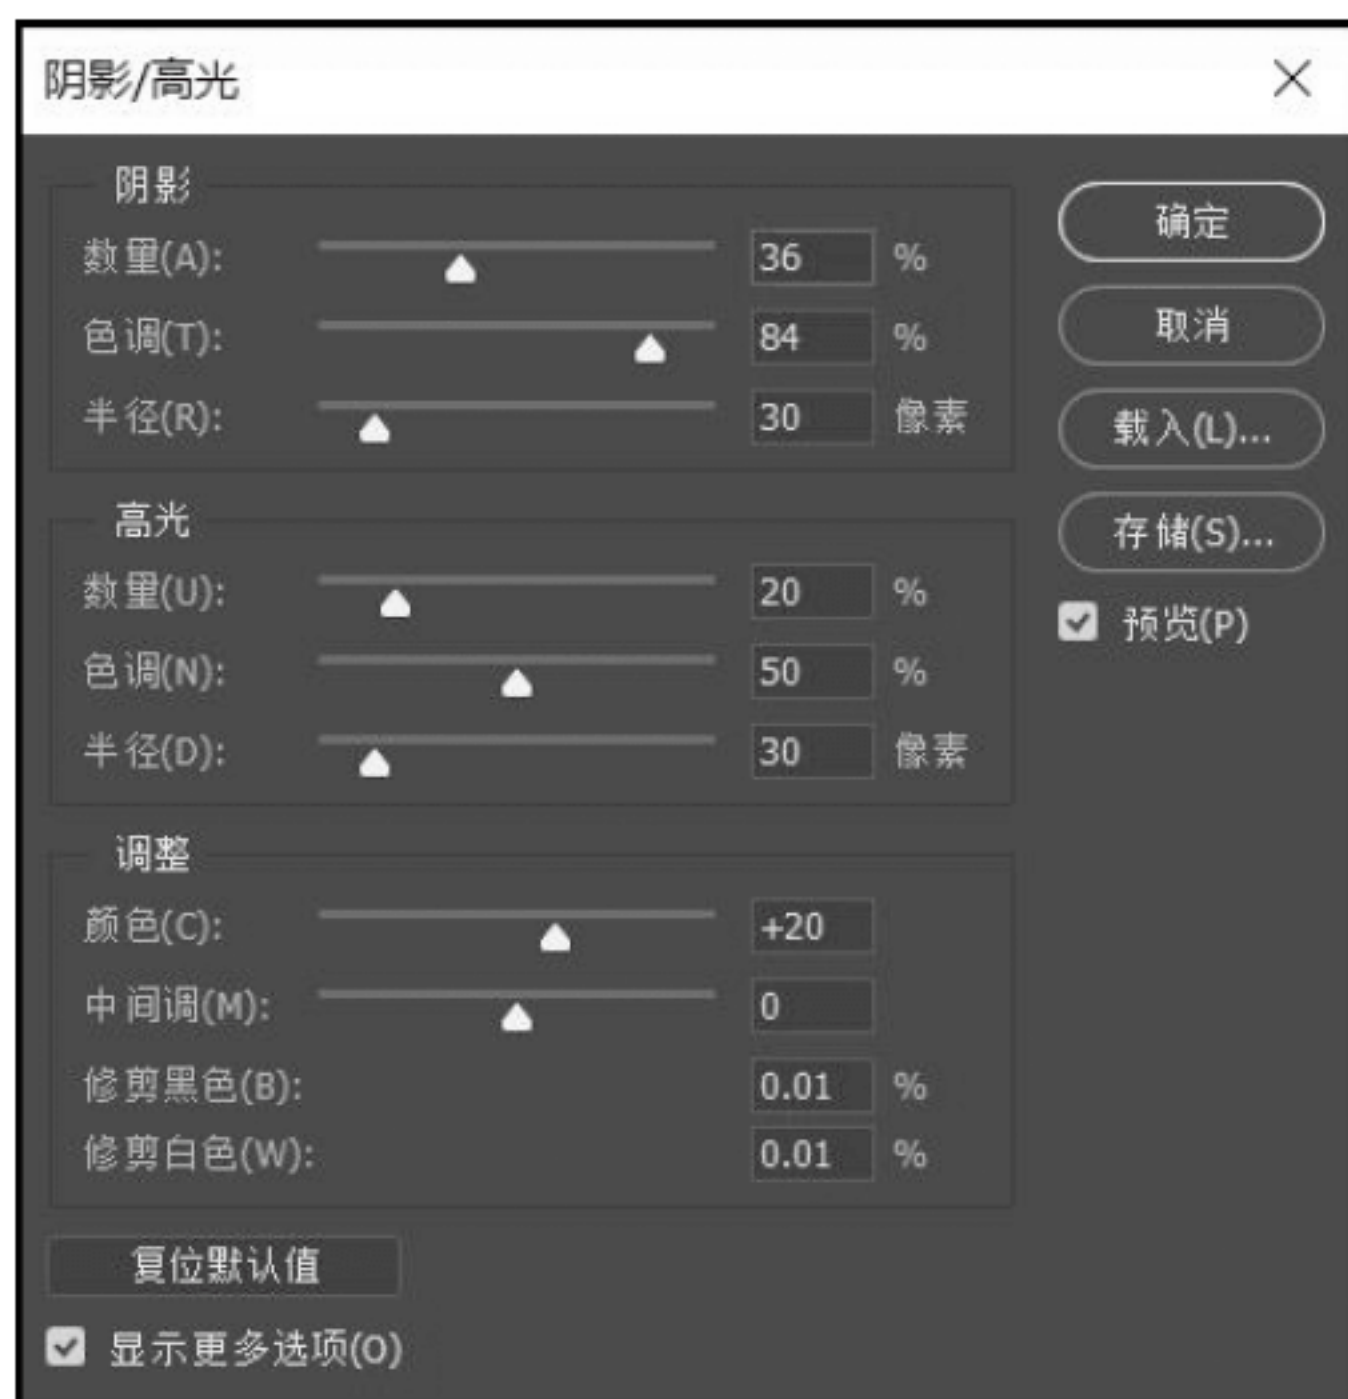 阴影/高光
阴影
数量(A): 36 %
色调(T): 84 %
半径(R): 30 像素
高光
数量(U): 20 %
色调(N): 50 %
半径(D): 30 像素
调整
颜色(C): +20
中间调(M): 0
修剪黑色(B): 0.01 %
修剪白色(W): 0.01 %
复位默认值
显示更多选项(O)
确定
取消
载入(L)...
存储(S)...
预览(P)